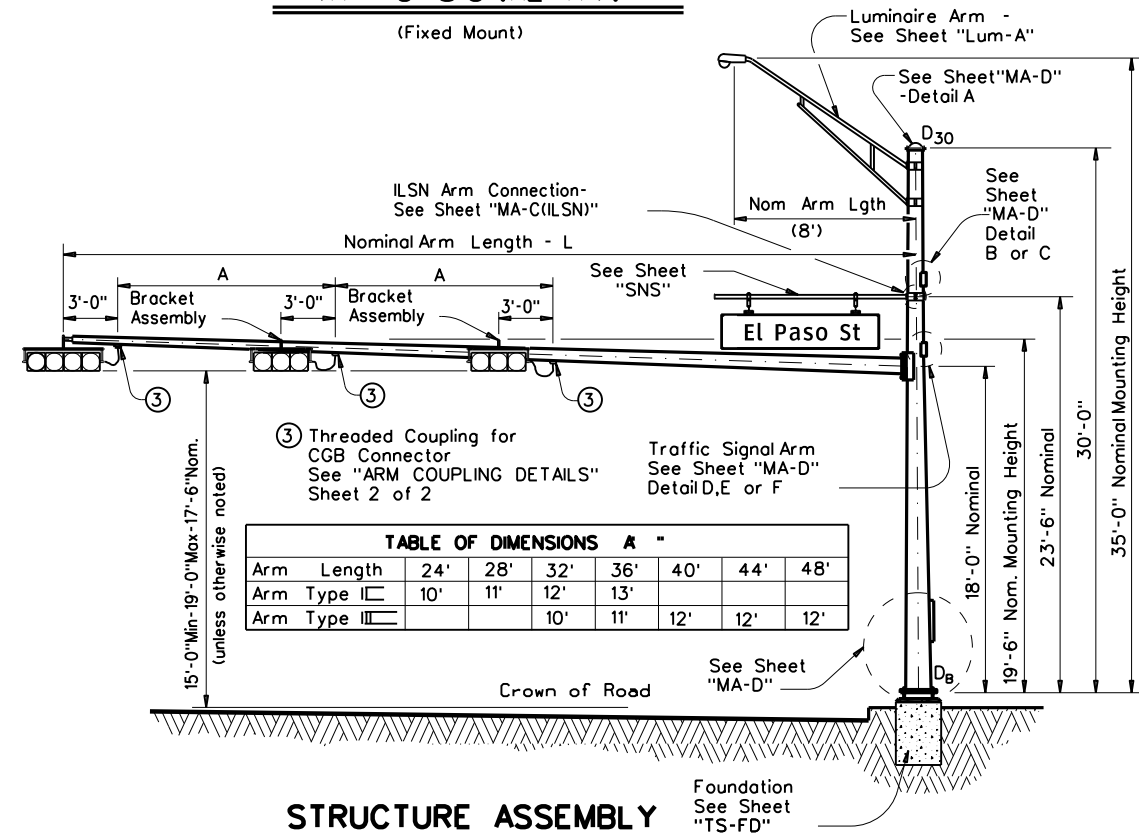 (Fixed Mount)
Luminaire Arm -
See Sheet "Lum-A"
See Sheet"MA-D"
-Detail A
D30
See
Sheet
"MA-D"
Detail
B or C
ILSN Arm Connection-
See Sheet "MA-C(ILSN)"
Nom Arm Lgth
(8')
Nominal Arm Length - L
A
A
See Sheet
"SNS"
3'-0"
Bracket
Assembly
3'-0"
Bracket
Assembly
3'-0"
El Paso St
3
3
3
3 Threaded Coupling for
CGB Connector
See "ARM COUPLING DETAILS"
Sheet 2 of 2
Traffic Signal Arm
See Sheet "MA-D"
Detail D,E or F
15'-0"Min-19'-0"Max-17'-6"Nom.
(unless otherwise noted)
TABLE OF DIMENSIONS A "
Arm Length 24' 28' 32' 36' 40' 44' 48'
Arm Type I 10' 11' 12' 13'
Arm Type II 10' 11' 12' 12' 12'
18'-0" Nominal
19'-6" Nom. Mounting Height
23'-6" Nominal
30'-0"
35'-0" Nominal Mounting Height
See Sheet
"MA-D"
DB
Crown of Road
STRUCTURE ASSEMBLY
Foundation
See Sheet
"TS-FD"